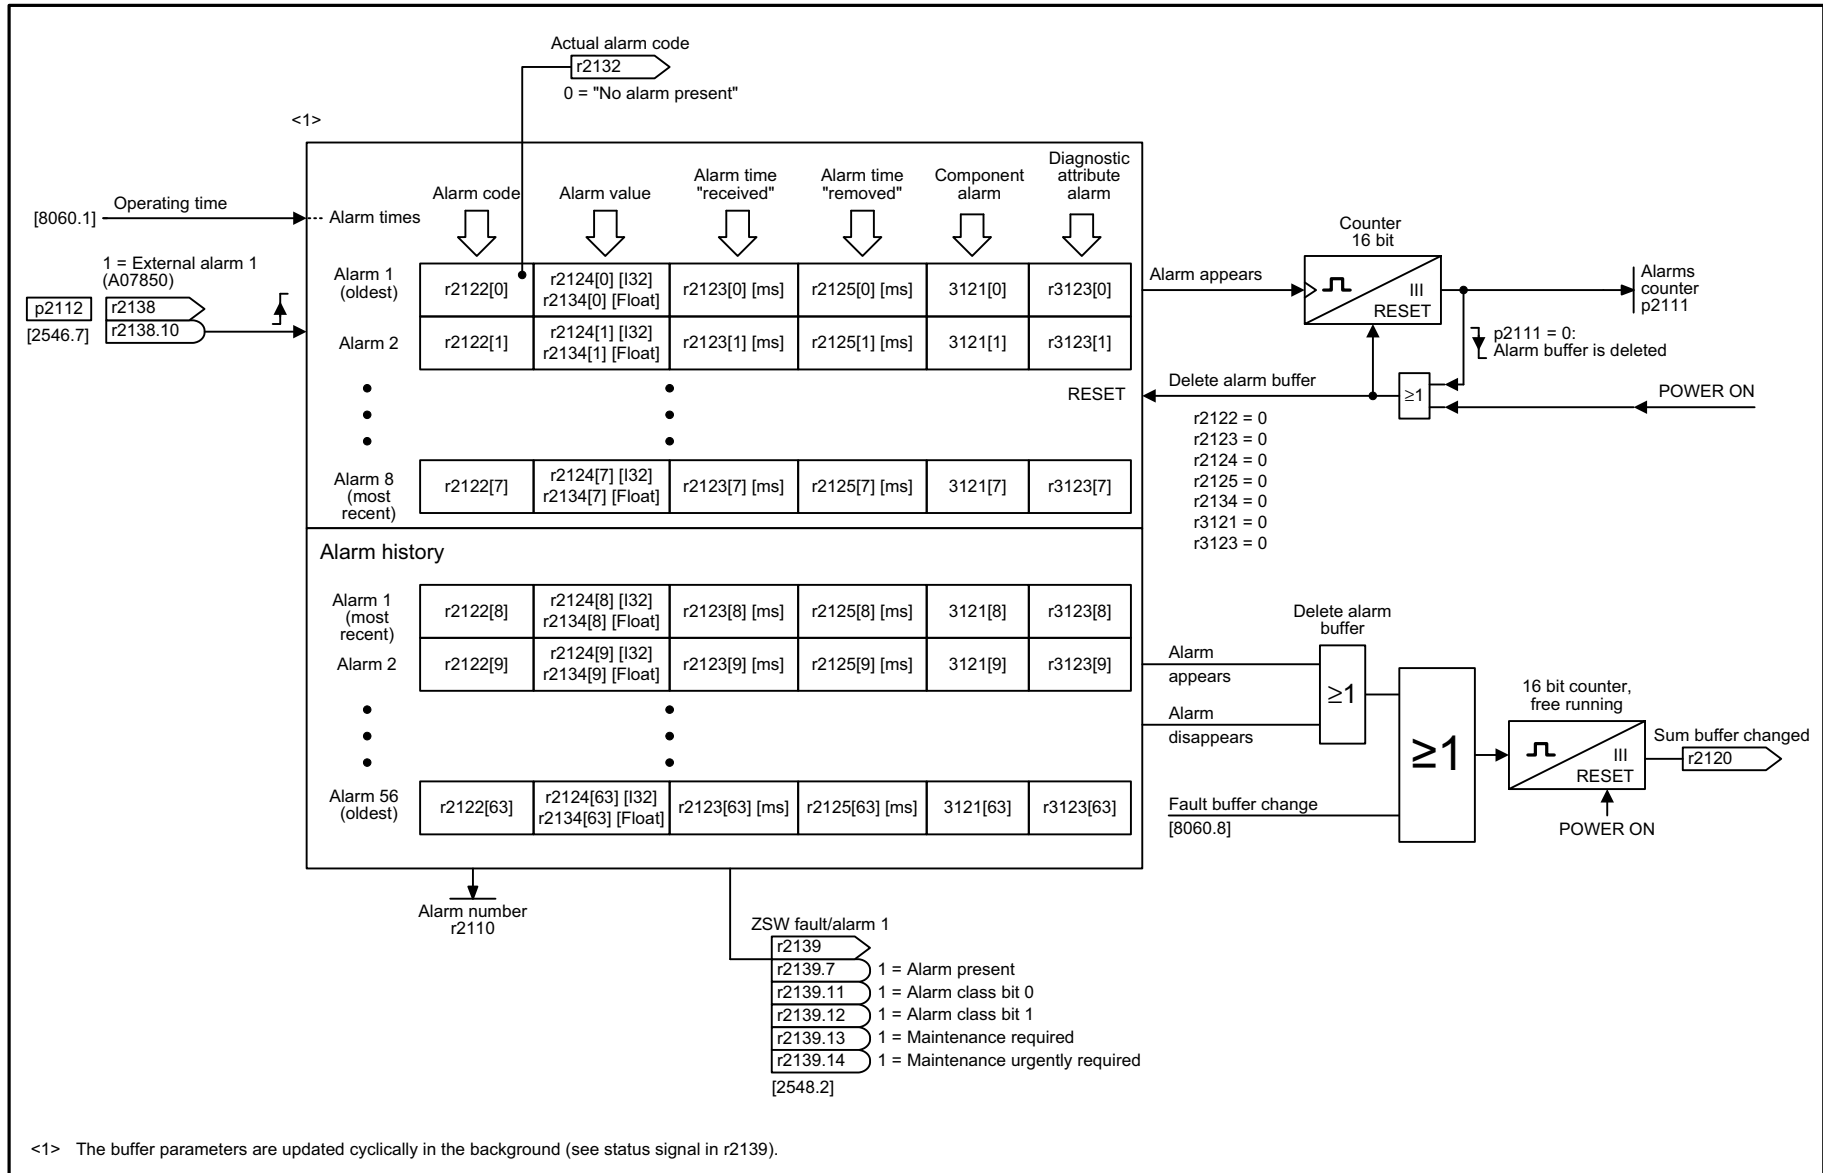 Actual alarm code
r2132
0 = "No alarm present"
<1>
[8060.1]
Operating time
Alarm times
Alarm code
Alarm value
Alarm time
"received"
Alarm time
"removed"
Component
alarm
Diagnostic
attribute
alarm
1 = External alarm 1
(A07850)
p2112
[2546.7]
r2138
r2138.10
Alarm 1
(oldest)
r2122[0]
r2124[0] [I32]
r2134[0] [Float]
r2123[0] [ms]
r2125[0] [ms]
3121[0]
r3123[0]
Alarm 2
r2122[1]
r2124[1] [I32]
r2134[1] [Float]
r2123[1] [ms]
r2125[1] [ms]
3121[1]
r3123[1]
RESET
Alarm 8
(most
recent)
r2122[7]
r2124[7] [I32]
r2134[7] [Float]
r2123[7] [ms]
r2125[7] [ms]
3121[7]
r3123[7]
Alarm appears
Counter
16 bit
III
RESET
Alarms
counter
p2111
p2111 = 0:
Alarm buffer is deleted
Delete alarm buffer
≥1
POWER ON
r2122 = 0
r2123 = 0
r2124 = 0
r2125 = 0
r2134 = 0
r3121 = 0
r3123 = 0
Alarm history
Alarm 1
(most
recent)
r2122[8]
r2124[8] [I32]
r2134[8] [Float]
r2123[8] [ms]
r2125[8] [ms]
3121[8]
r3123[8]
Alarm 2
r2122[9]
r2124[9] [I32]
r2134[9] [Float]
r2123[9] [ms]
r2125[9] [ms]
3121[9]
r3123[9]
Alarm 56
(oldest)
r2122[63]
r2124[63] [I32]
r2134[63] [Float]
r2123[63] [ms]
r2125[63] [ms]
3121[63]
r3123[63]
Delete alarm
buffer
Alarm
appears
Alarm
disappears
≥1
Fault buffer change
[8060.8]
≥1
16 bit counter,
free running
III
RESET
POWER ON
Sum buffer changed
r2120
Alarm number
r2110
ZSW fault/alarm 1
r2139
r2139.7 1 = Alarm present
r2139.11 1 = Alarm class bit 0
r2139.12 1 = Alarm class bit 1
r2139.13 1 = Maintenance required
r2139.14 1 = Maintenance urgently required
[2548.2]
<1> The buffer parameters are updated cyclically in the background (see status signal in r2139).